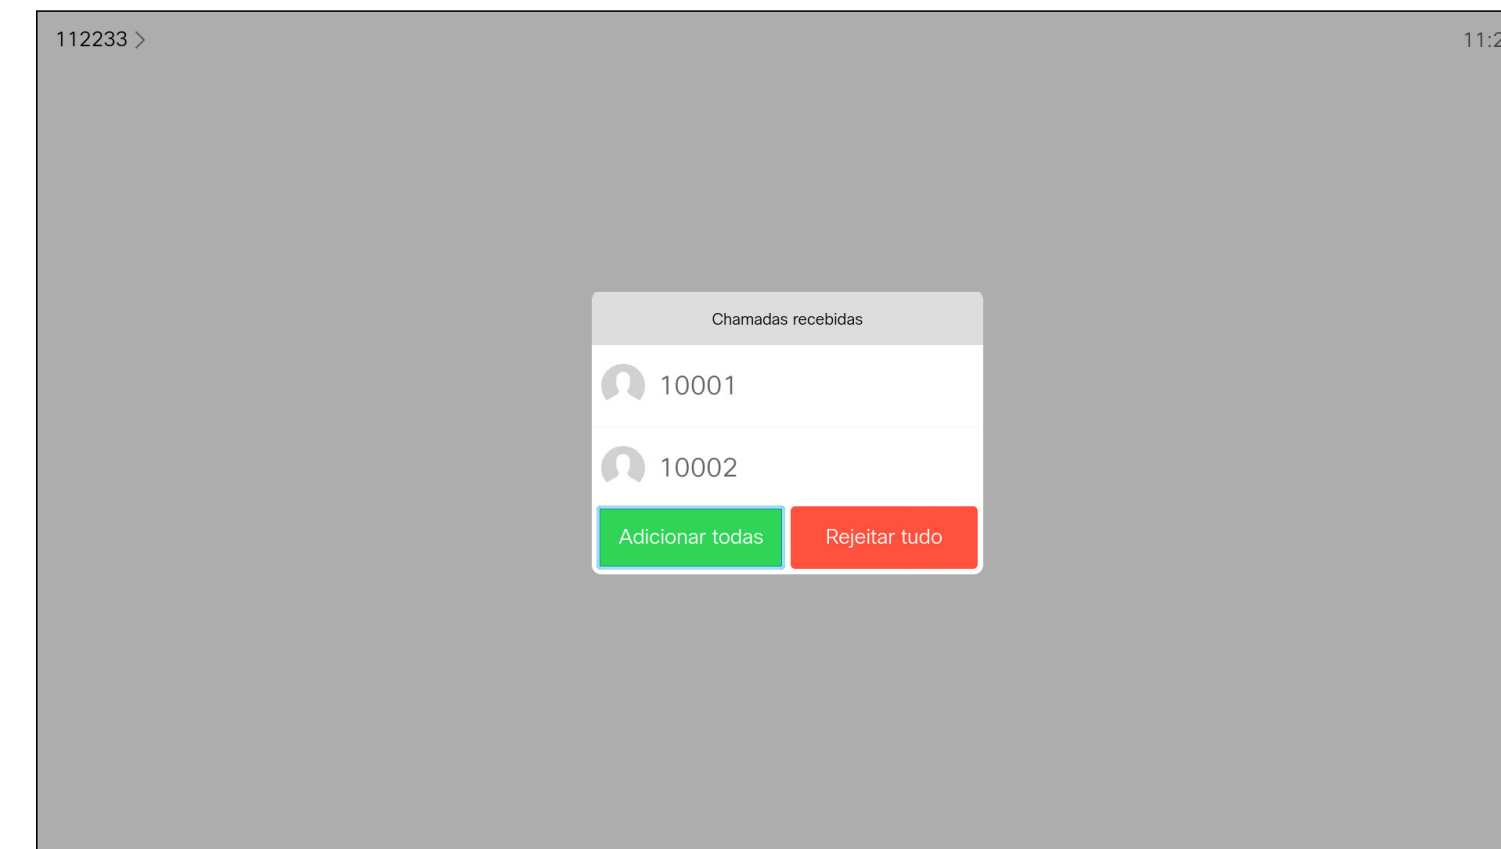 112233 >
Chamadas recebidas
10001
10002
Adicionar todas
Rejeitar tudo